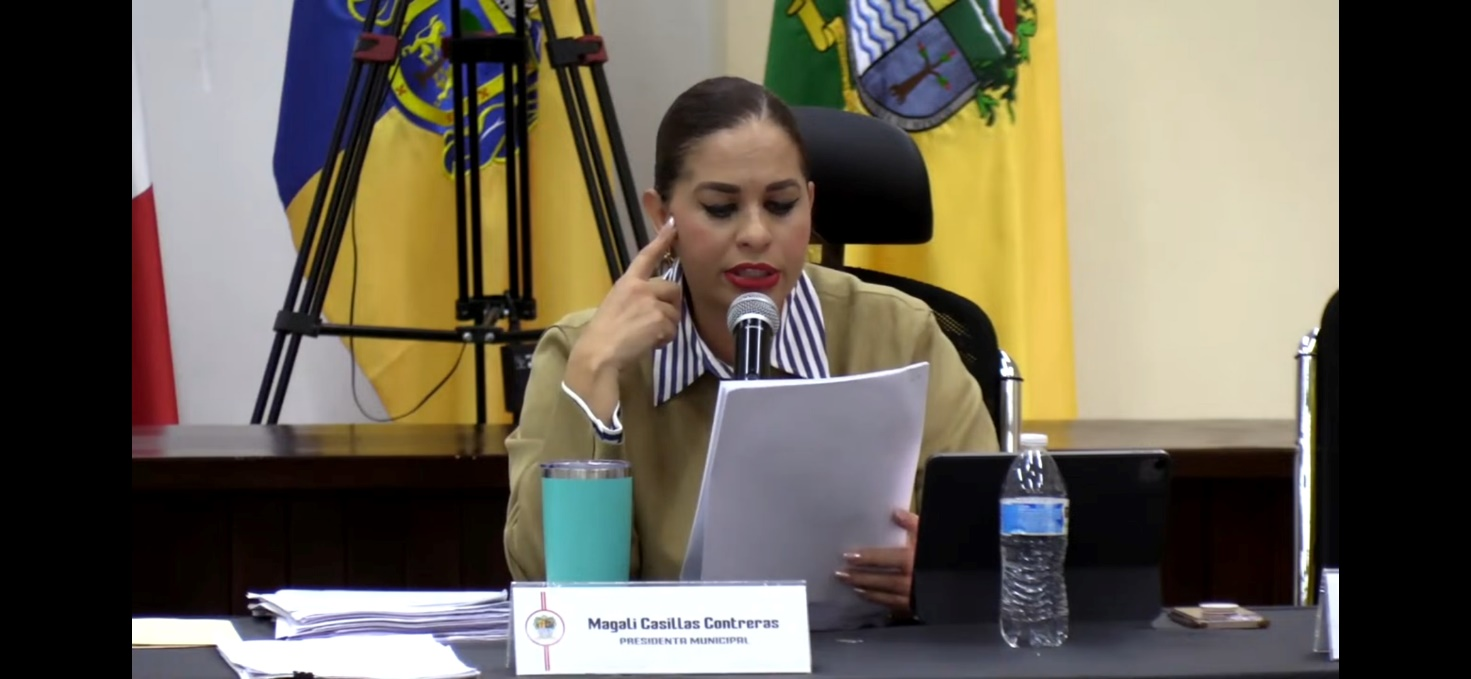 Magali Casillas Contreras
PRESIDENTA MUNICIPAL